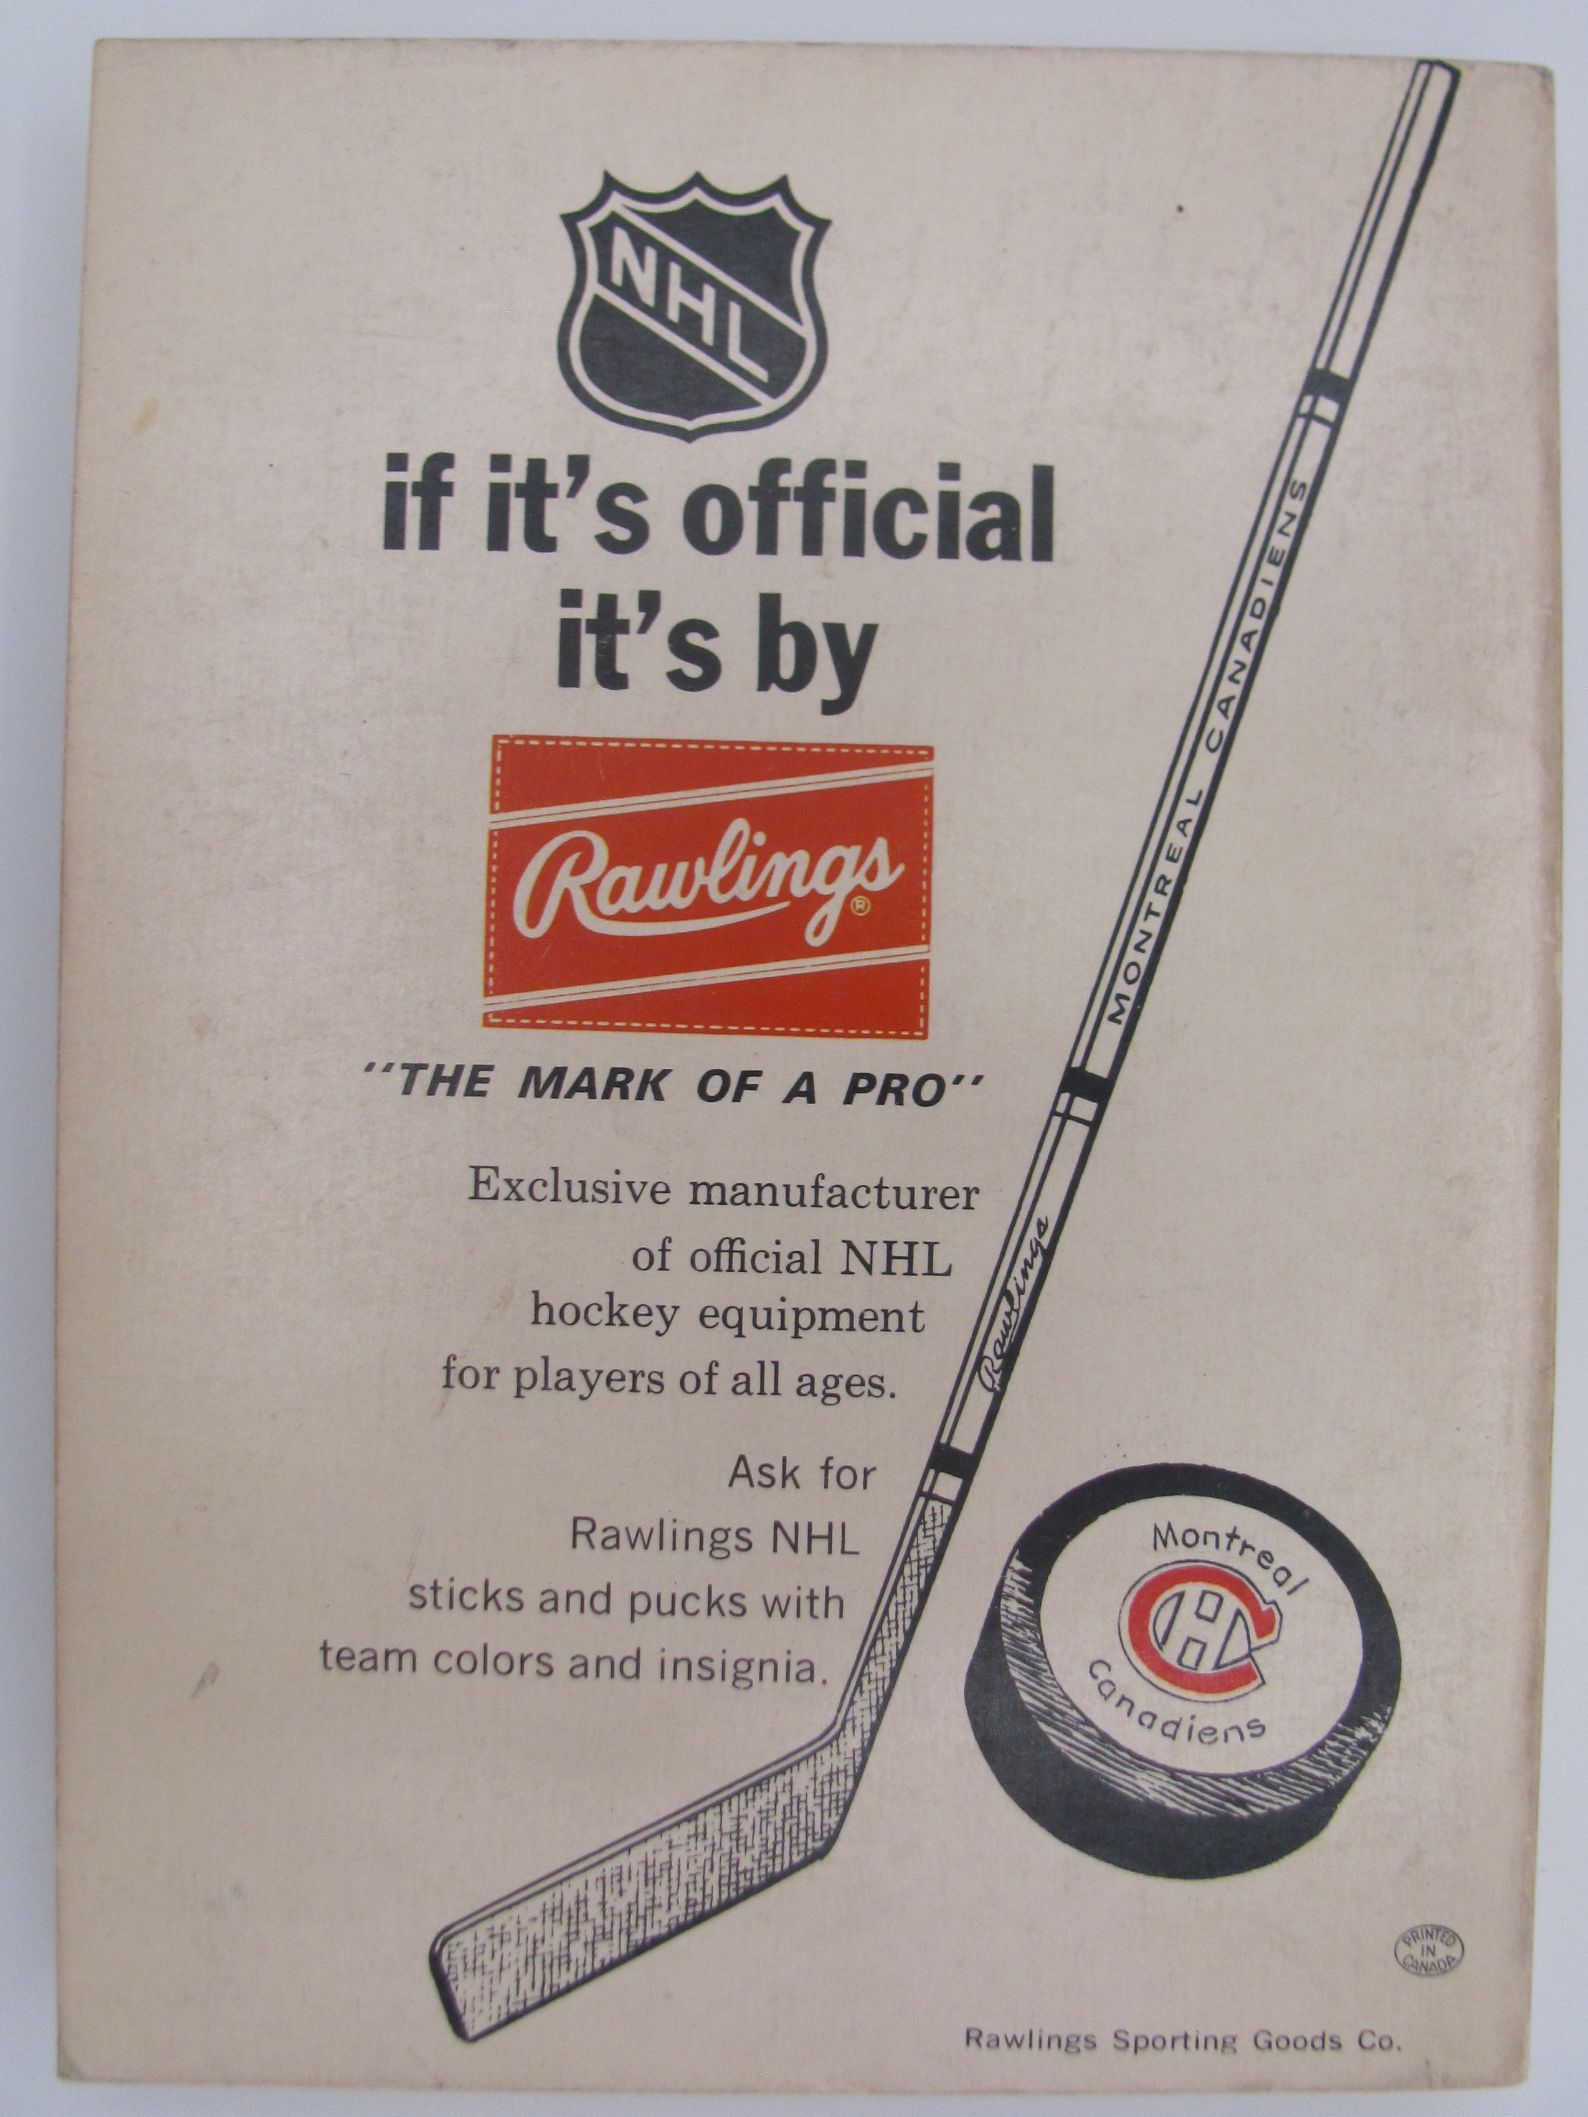 NHL
if it's official
it's by
Rawlings®
"THE MARK OF A PRO"
Exclusive manufacturer
of official NHL
hockey equipment
for players of all ages.
Ask for
Rawlings NHL
sticks and pucks with
team colors and insignia.
MONTREAL CANADIENS
Rawlings
Montreal
CH
Canadiens
PRINTED
IN
CANADA
Rawlings Sporting Goods Co.